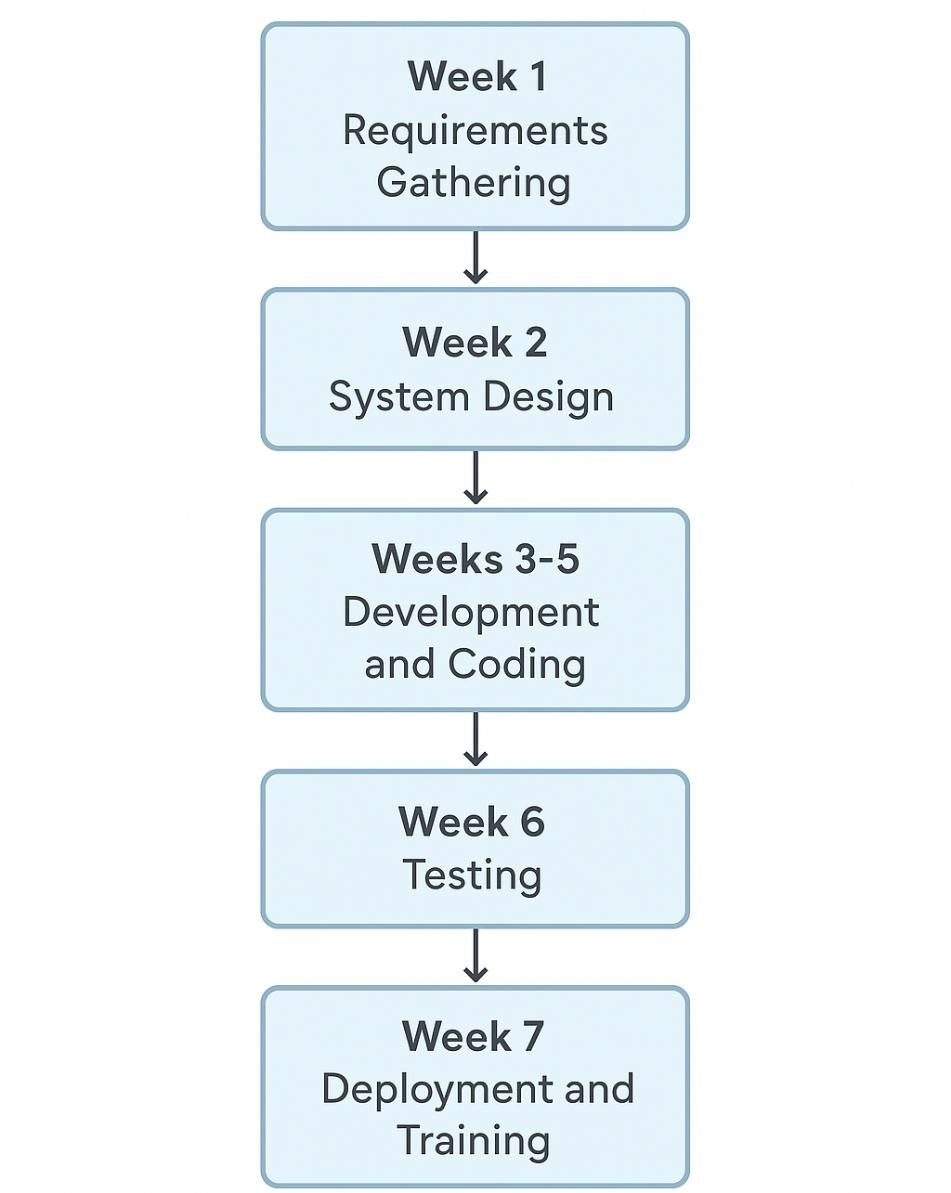 Week 1
Requirements
Gathering
Week 2
System Design
Weeks 3-5
Development
and Coding
Week 6
Testing
Week 7
Deployment and
Training